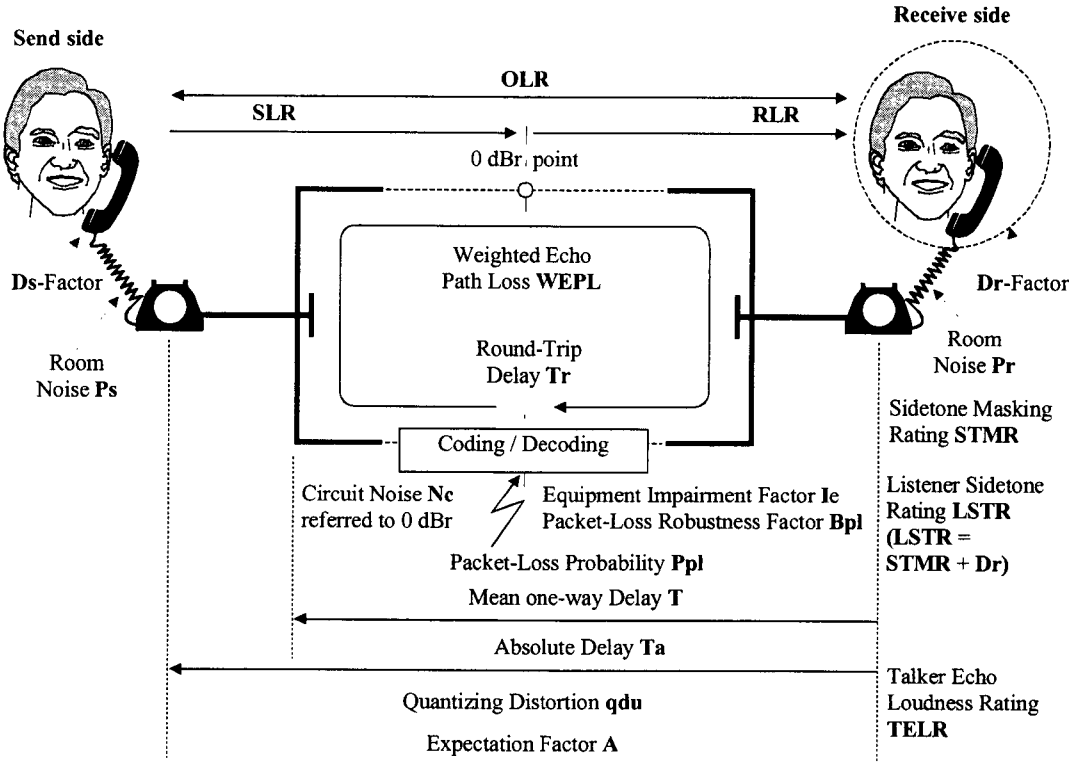 Send side
Receive side
OLR
SLR
RLR
0 dBr point
Weighted Echo
Path Loss WEPL
Ds-Factor
Dr-Factor
Round-Trip
Delay Tr
Room
Noise Ps
Room
Noise Pr
Sidetone Masking
Rating STMR
Coding / Decoding
Circuit Noise Nc
referred to 0 dBr
Equipment Impairment Factor Ie
Packet-Loss Robustness Factor Bpl
Listener Sidetone
Rating LSTR
(LSTR =
STMR + Dr)
Packet-Loss Probability Ppl
Mean one-way Delay T
Absolute Delay Ta
Talker Echo
Loudness Rating
TELR
Quantizing Distortion qdu
Expectation Factor A